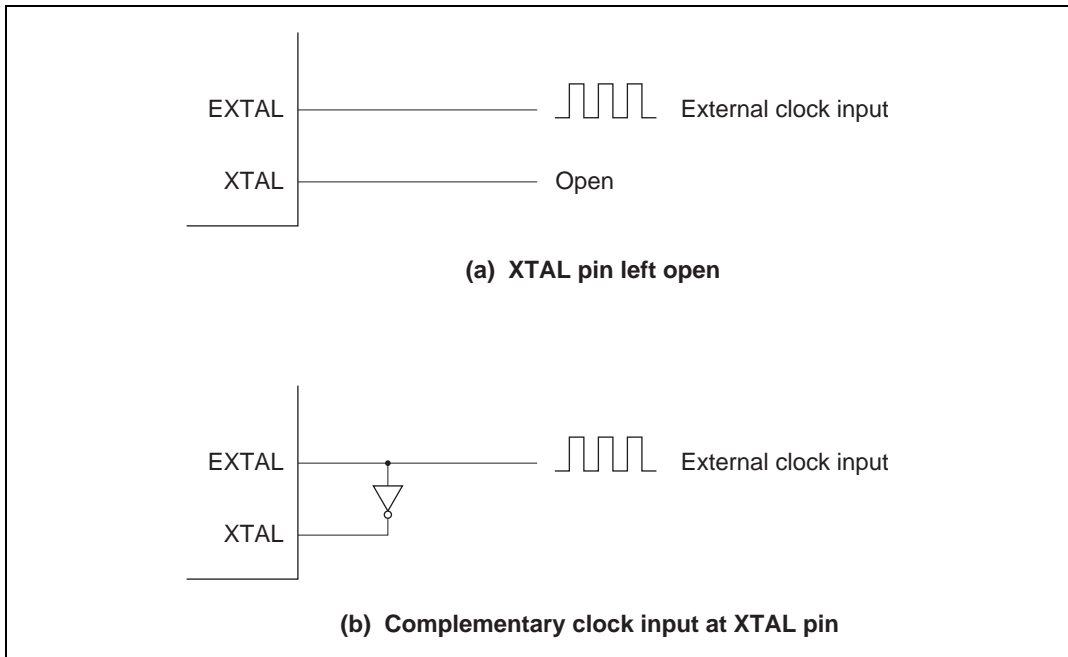 EXTAL External clock input
XTAL Open
(a) XTAL pin left open
EXTAL External clock input
XTAL
(b) Complementary clock input at XTAL pin